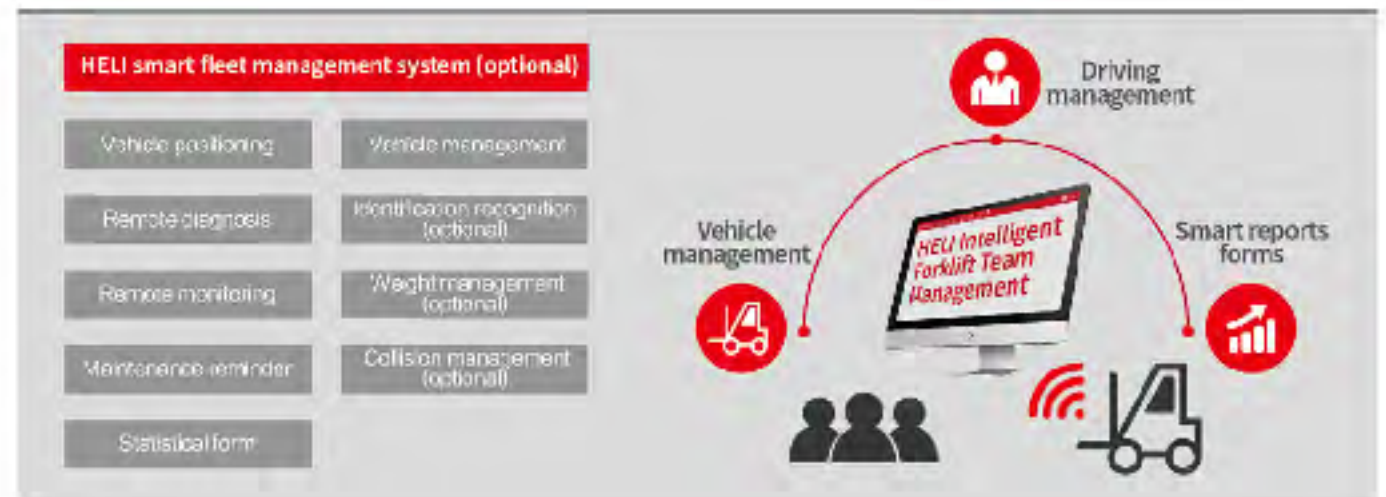 HELI smart fleet management system (optional)
Vehicle positioning
Vehicle management
Remote diagnosis
Identification recognition
(optional)
Remote monitoring
Weight management
(optional)
Maintenance reminder
Collision management
(optional)
Statistical form
Driving
management
Vehicle
management
Smart reports
forms
HELI Intelligent
Forklift Team
Management